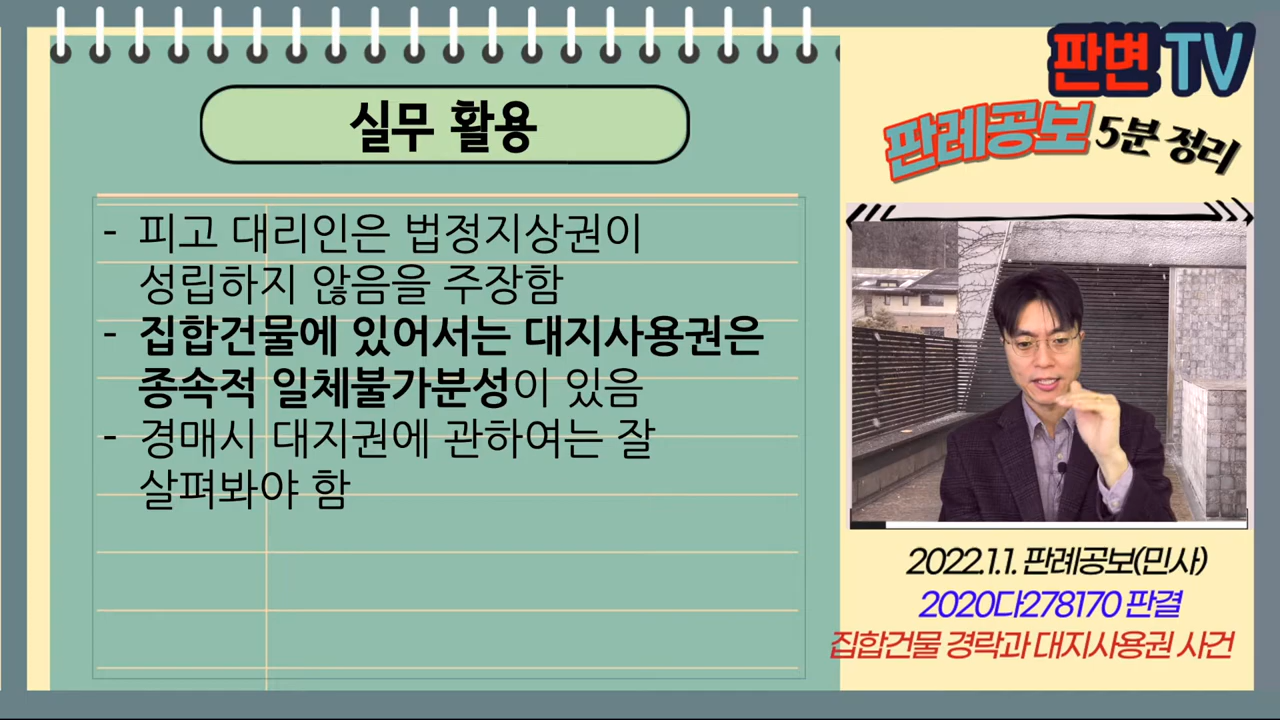 실무 활용
- 피고 대리인은 법정지상권이
성립하지 않음을 주장함
- 집합건물에 있어서는 대지사용권은
종속적 일체불가분성이 있음
- 경매시 대지권에 관하여는 잘
살펴봐야 함
판변 TV
판례공보 5분 정리
2022.1.1. 판례공보(민사)
2020다278170 판결
집합건물 경락과 대지사용권 사건